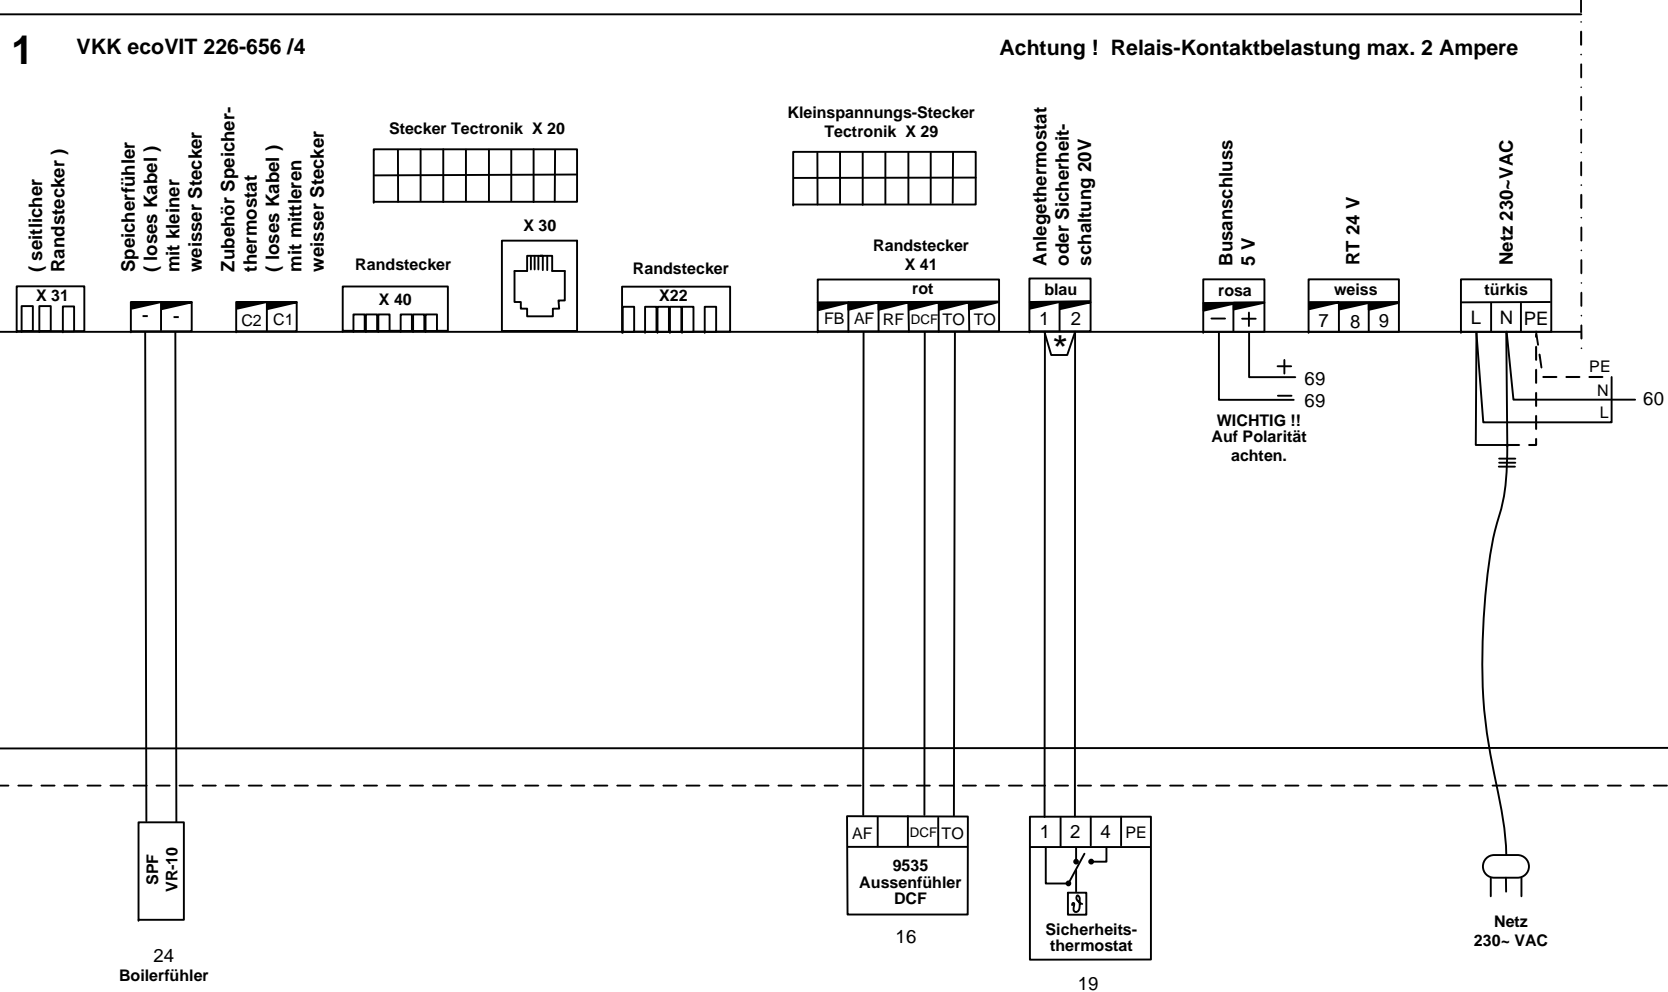 1
VKK ecoVIT 226-656 /4
Achtung ! Relais-Kontaktbelastung max. 2 Ampere
( seitlicher
Randstecker )
Speicherfühler
( loses Kabel )
mit kleiner
weisser Stecker
Zubehör Speicher-
thermostat
( loses Kabel )
mit mittleren
weisser Stecker
Stecker Tectronik X 20
X 30
Kleinspannungs-Stecker
Tectronik X 29
Anlegethermostat
oder Sicherheit-
schaltung 20V
Busanschluss
5 V
RT 24 V
Netz 230~VAC
Randstecker
Randstecker
Randstecker
X 41
X 31
X 40
X22
rot
blau
rosa
weiss
türkis
- -
C2 C1
FB AF RF DCF TO TO
1 2
− +
7 8 9
L N PE
*
+ 69
− 69
WICHTIG !!
Auf Polarität
achten.
PE
N
L
60
SPF
VR-10
24
Boilerfühler
AF DCF TO
9535
Aussenfühler
DCF
16
1 2 4 PE
ϑ
Sicherheits-
thermostat
19
Netz
230~ VAC